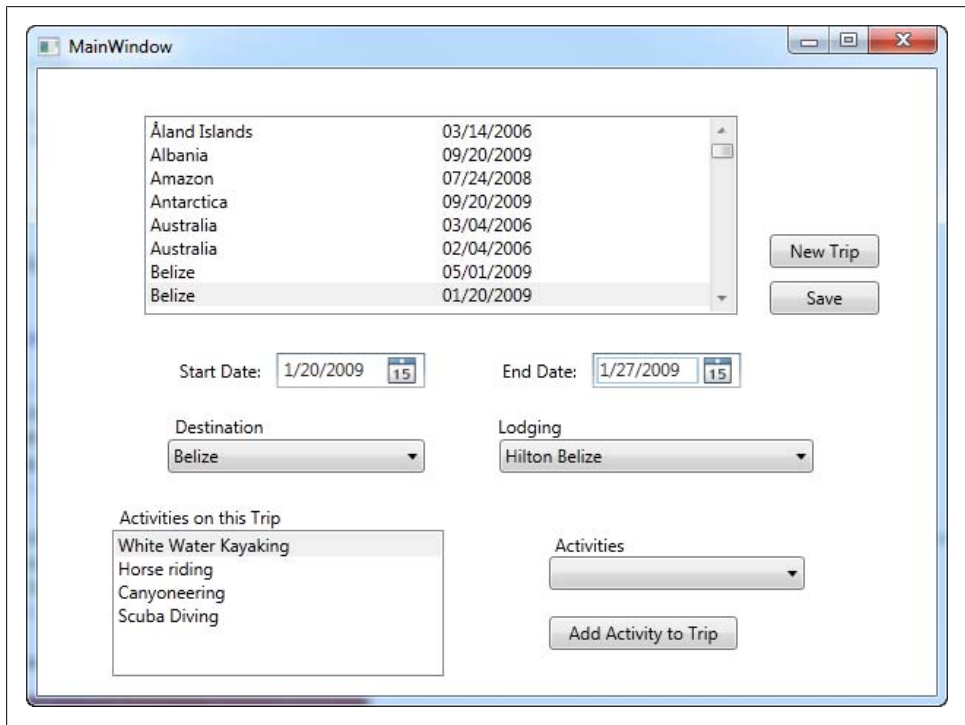 MainWindow
Åland Islands 03/14/2006
Albania 09/20/2009
Amazon 07/24/2008
Antarctica 09/20/2009
Australia 03/04/2006
Australia 02/04/2006
Belize 05/01/2009
Belize 01/20/2009
New Trip
Save
Start Date: 1/20/2009 15
End Date: 1/27/2009 15
Destination
Belize
Lodging
Hilton Belize
Activities on this Trip
White Water Kayaking
Horse riding
Canyoneering
Scuba Diving
Activities
Add Activity to Trip